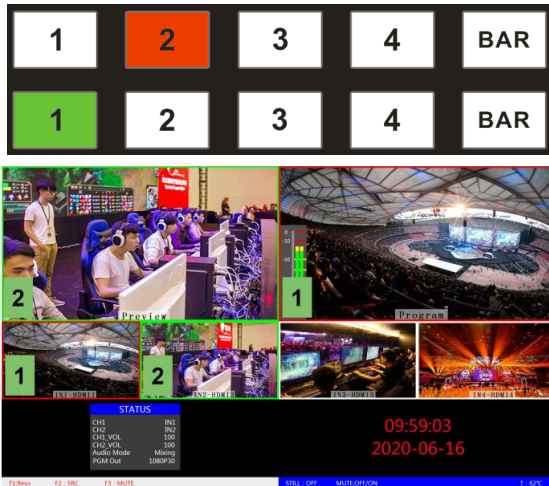 1 2 3 4 BAR
1 2 3 4 BAR
2
Preview
0
-10
-30
1
Program
1
IN1-HDMI1
2
IN2-HDMI2
IN3-HDMI3
IN4-HDMI4
STATUS
CH1 IN1
CH2 IN2
CH1_VOL 100
CH2_VOL 100
Audio Mode Mixing
PGM Out 1080P30
09:59:03
2020-06-16
F1:Reso F2 : SRC F3 : MUTE STILL : OFF MUTE:OFF/ON T : 62℃